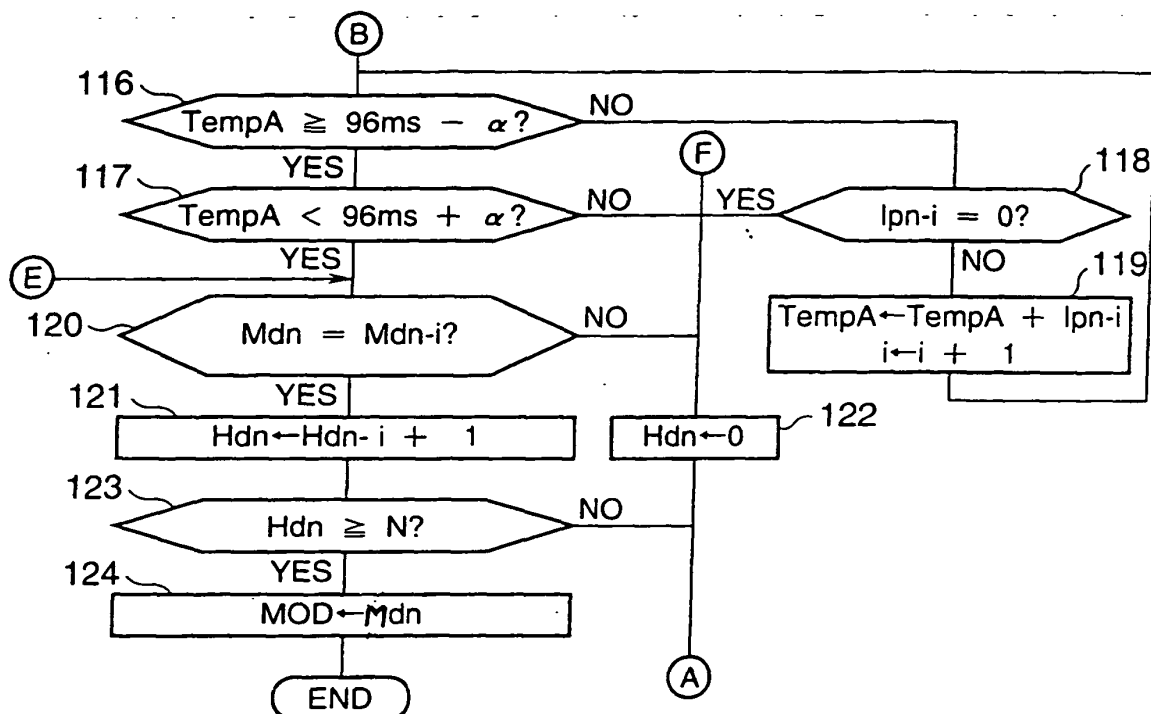 B
116
TempA ≧ 96ms − α?
NO
YES
F
117
TempA < 96ms + α?
NO
YES
118
Ipn-i = 0?
YES
NO
E
119
TempA←TempA + Ipn-i
i←i + 1
120
Mdn = Mdn-i?
NO
YES
121
Hdn←Hdn- i + 1
Hdn←0
122
123
Hdn ≧ N?
NO
YES
124
MOD←Mdn
A
END